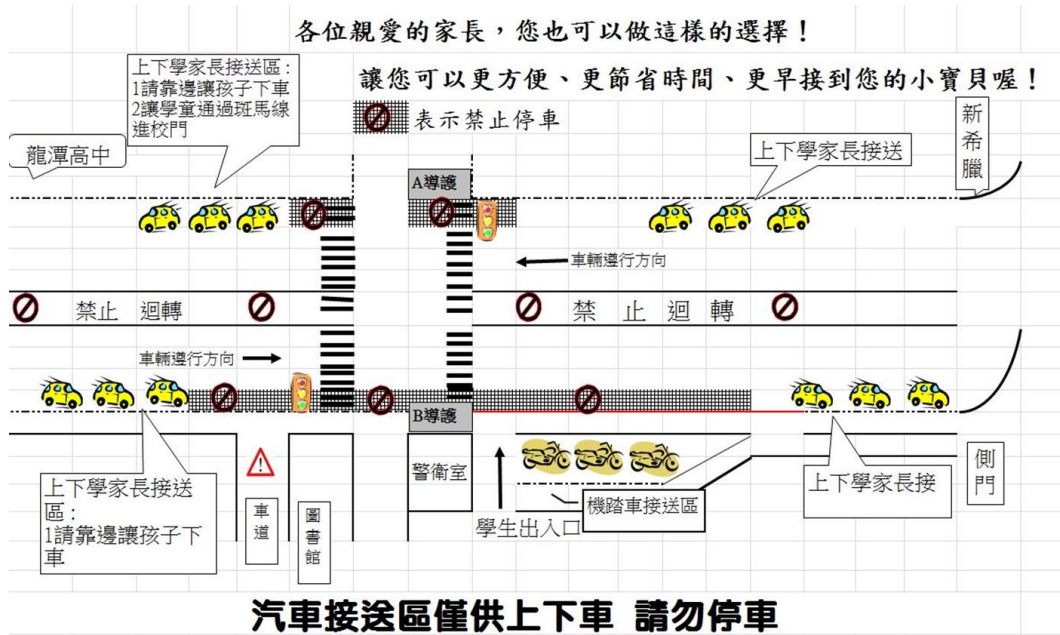 各位親愛的家長，您也可以做這樣的選擇！
讓您可以更方便、更節省時間、更早接到您的小寶貝喔！
上下學家長接送區：
1請靠邊讓孩子下車
2讓學童通過斑馬線
進校門
表示禁止停車
龍潭高中
新希臘
上下學家長接送
A導護
車輛遵行方向
禁止 迴轉
禁 止 迴 轉
車輛遵行方向
B導護
上下學家長接送
區：
1請靠邊讓孩子下
車
車道
圖書館
警衛室
學生出入口
機踏車接送區
上下學家長接
側門
汽車接送區僅供上下車 請勿停車